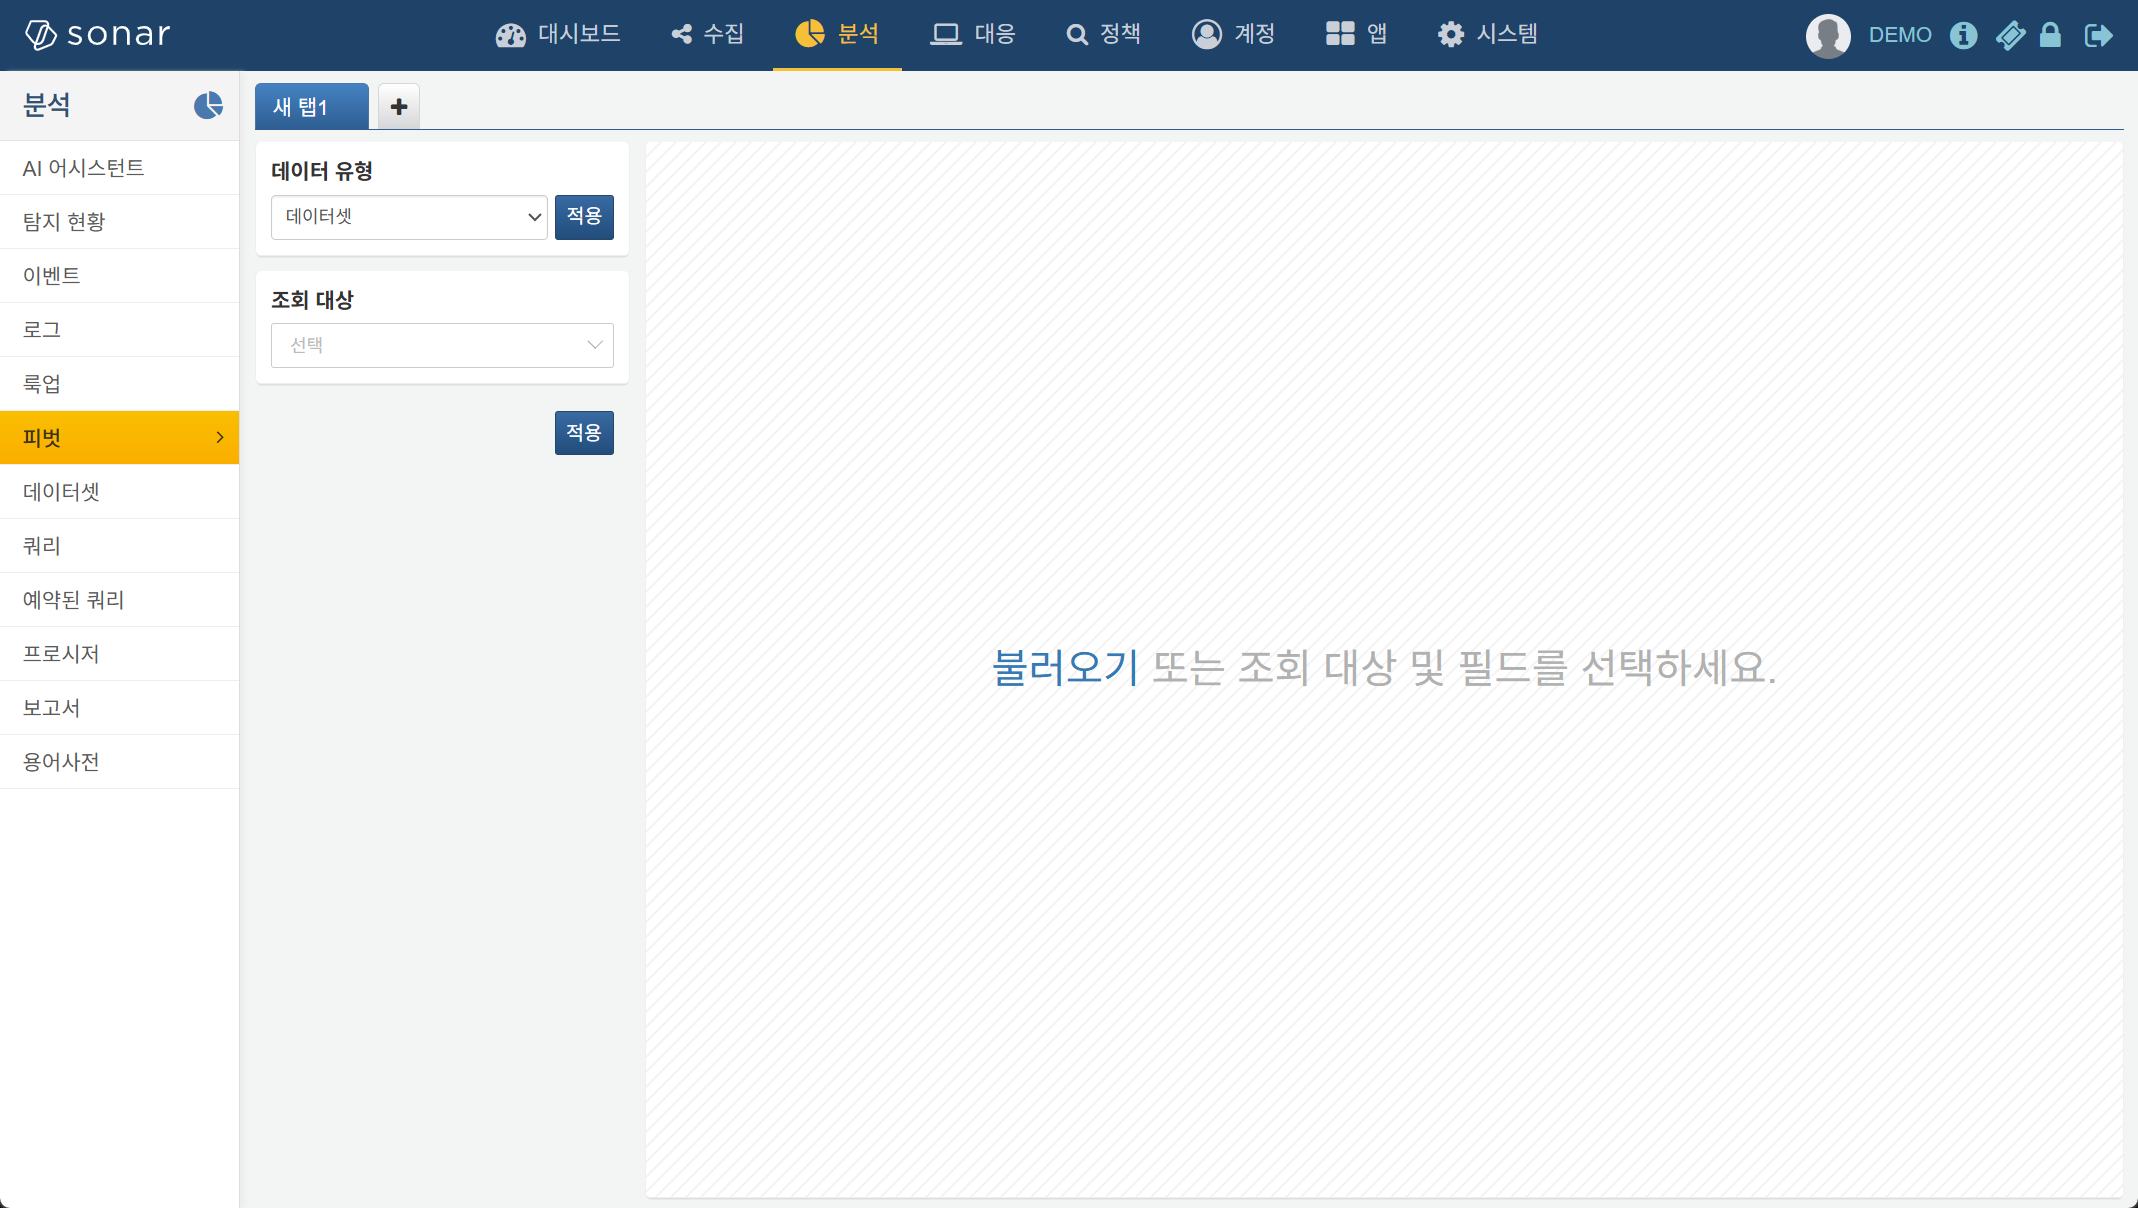 sonar
대시보드
수집
분석
대응
정책
계정
앱
시스템
DEMO
분석
AI 어시스턴트
탐지 현황
이벤트
로그
룩업
피벗
데이터셋
쿼리
예약된 쿼리
프로시저
보고서
용어사전
새 탭1
데이터 유형
데이터셋
적용
조회 대상
선택
적용
불러오기 또는 조회 대상 및 필드를 선택하세요.